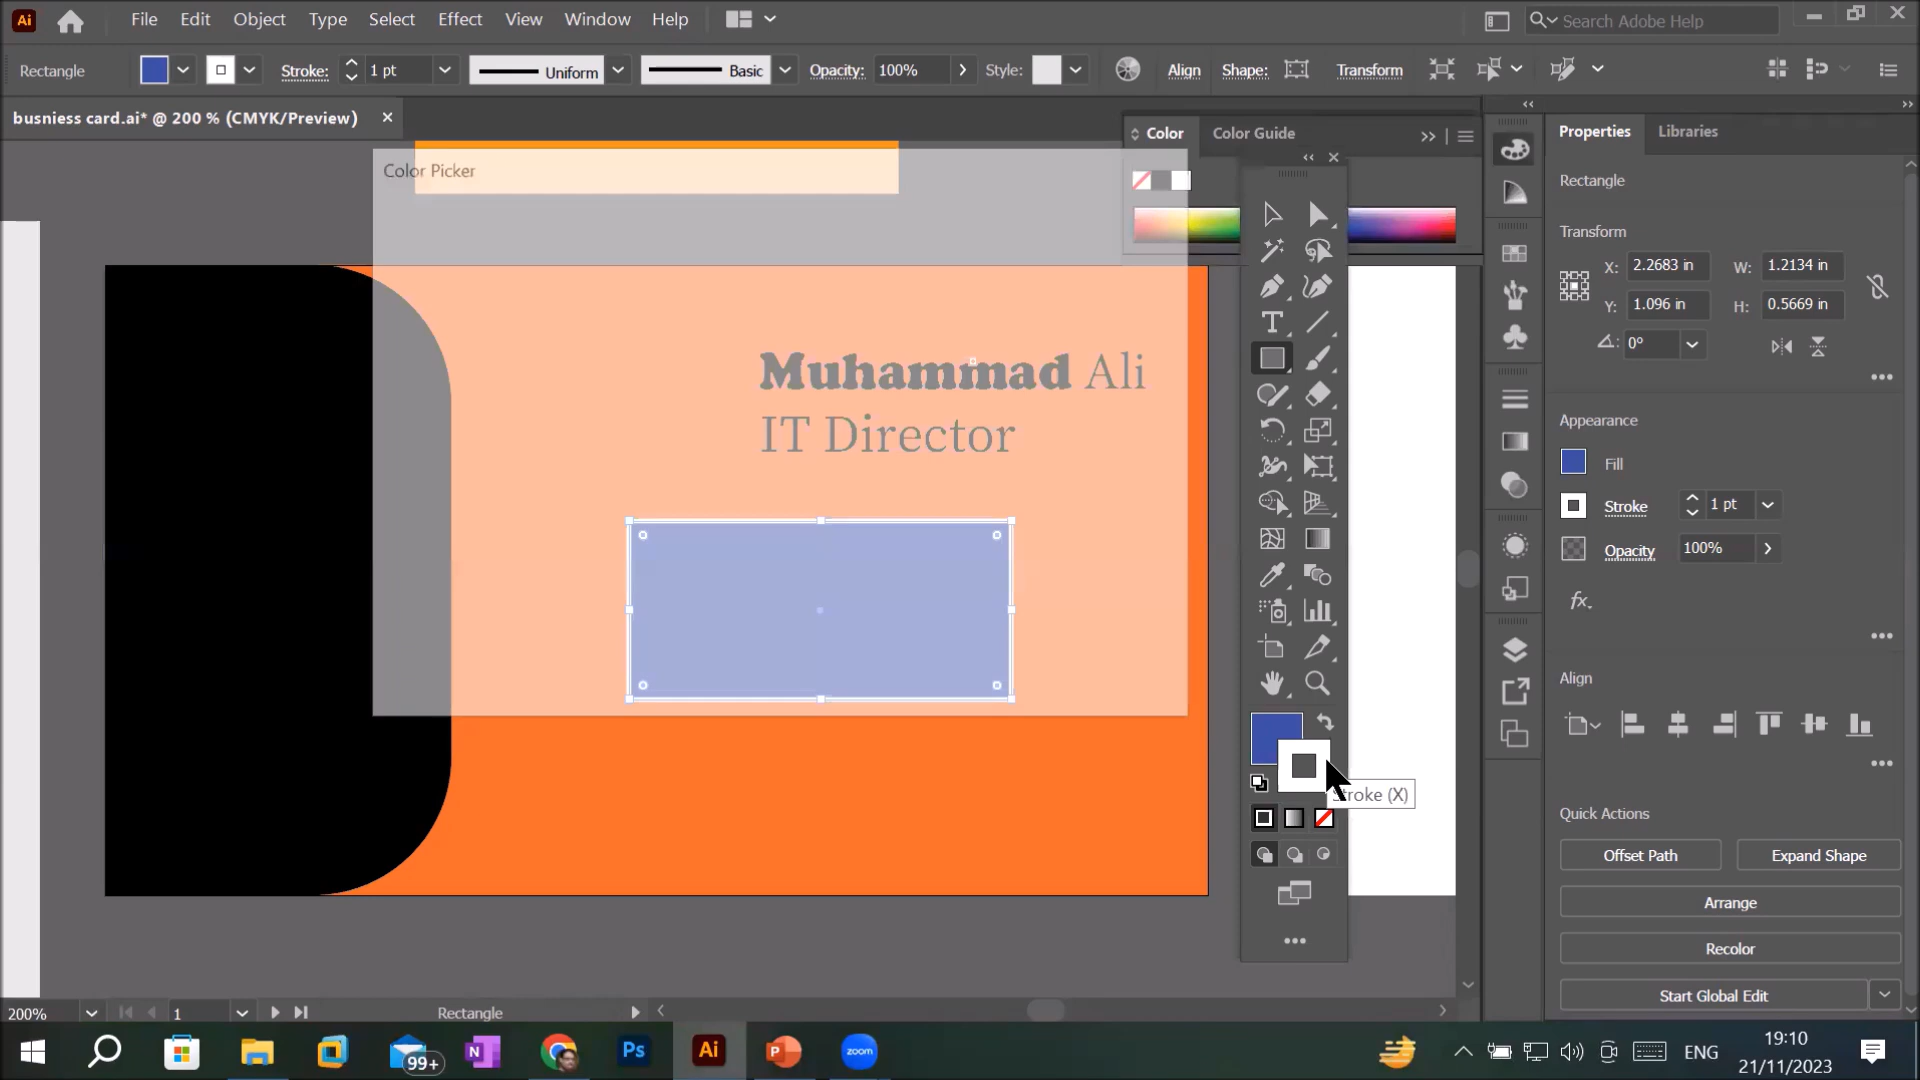 File Edit Object Type Select Effect View Window Help
Search Adobe Help
Rectangle
Stroke: 1 pt Uniform Basic Opacity: 100% Style: Align Shape: Transform
busniess card.ai* @ 200 % (CMYK/Preview)
Color Color Guide
Properties Libraries
Color Picker
Rectangle
Transform
X: 2.2683 in W: 1.2134 in
Y: 1.096 in H: 0.5669 in
0°
Muhammad Ali
IT Director
Appearance
Fill
Stroke 1 pt
Opacity 100%
fx.
Align
Stroke (X)
Quick Actions
Offset Path Expand Shape
Arrange
Recolor
Start Global Edit
200% 1 Rectangle
99+ Ps Ai zoom ENG
19:10
21/11/2023